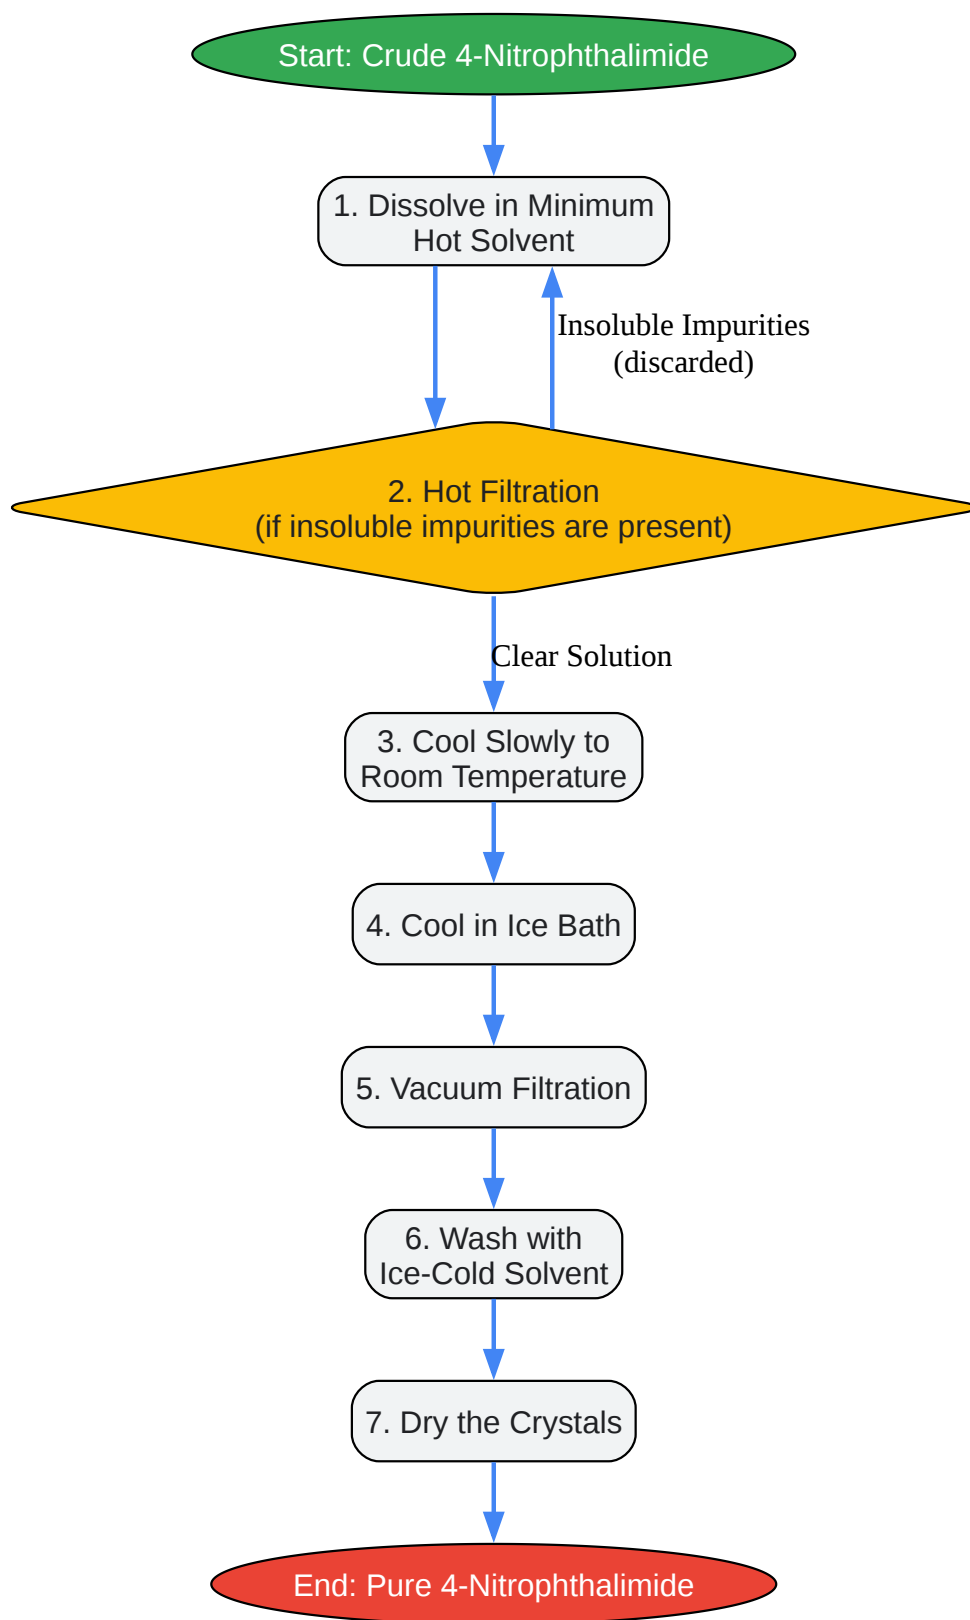 Start: Crude 4-Nitrophthalimide
1. Dissolve in Minimum
Hot Solvent
Insoluble Impurities
(discarded)
2. Hot Filtration
(if insoluble impurities are present)
Clear Solution
3. Cool Slowly to
Room Temperature
4. Cool in Ice Bath
5. Vacuum Filtration
6. Wash with
Ice-Cold Solvent
7. Dry the Crystals
End: Pure 4-Nitrophthalimide